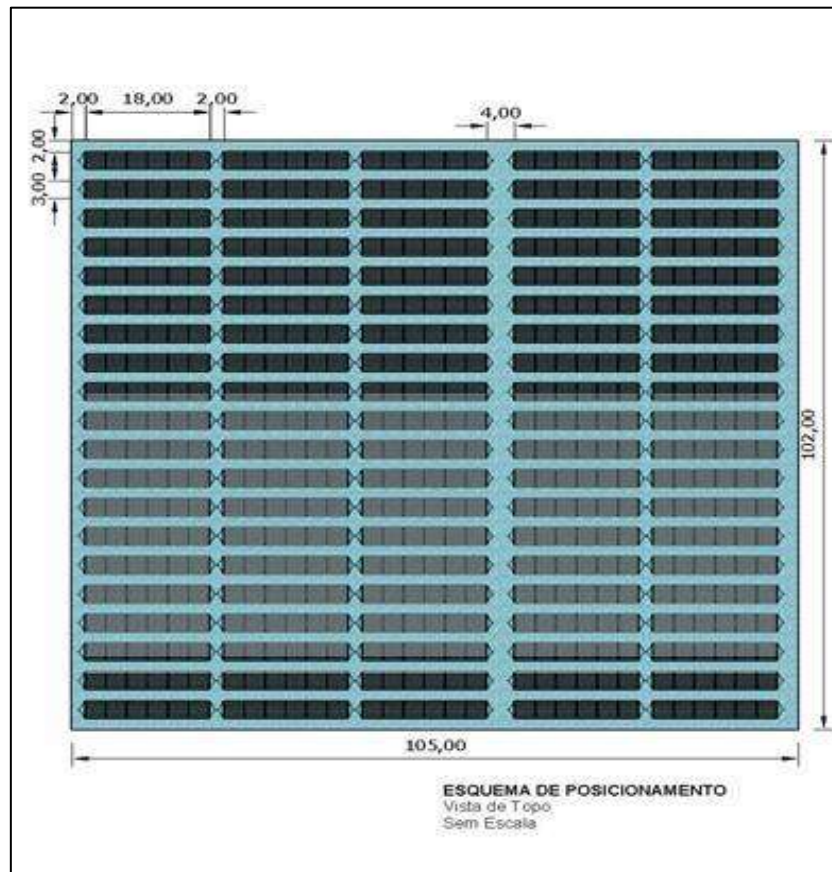 2,00 18,00 2,00
4,00
2,00
3,00
102,00
105,00
ESQUEMA DE POSICIONAMENTO
Vista de Topo
Sem Escala